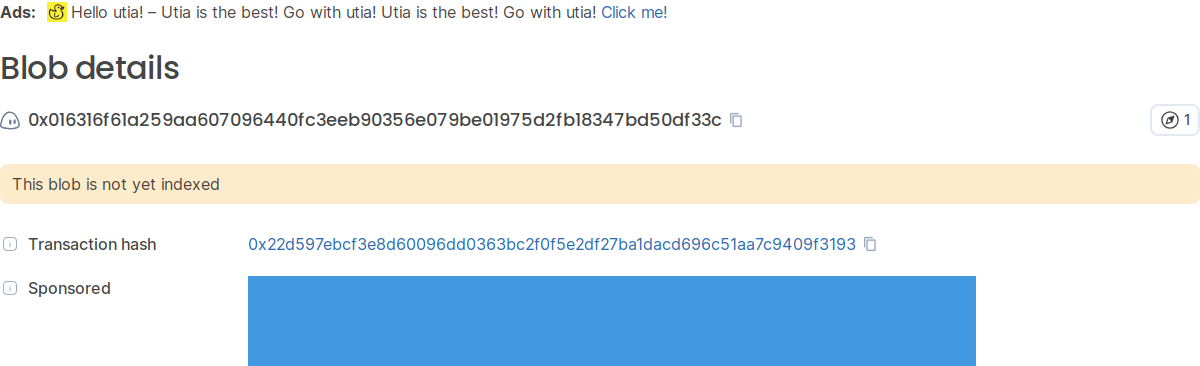 Ads: Hello utia! – Utia is the best! Go with utia! Utia is the best! Go with utia! Click me!
Blob details
0x016316f61a259aa607096440fc3eeb90356e079be01975d2fb18347bd50df33c
1
This blob is not yet indexed
Transaction hash 0x22d597ebcf3e8d60096dd0363bc2f0f5e2df27ba1dacd696c51aa7c9409f3193
Sponsored